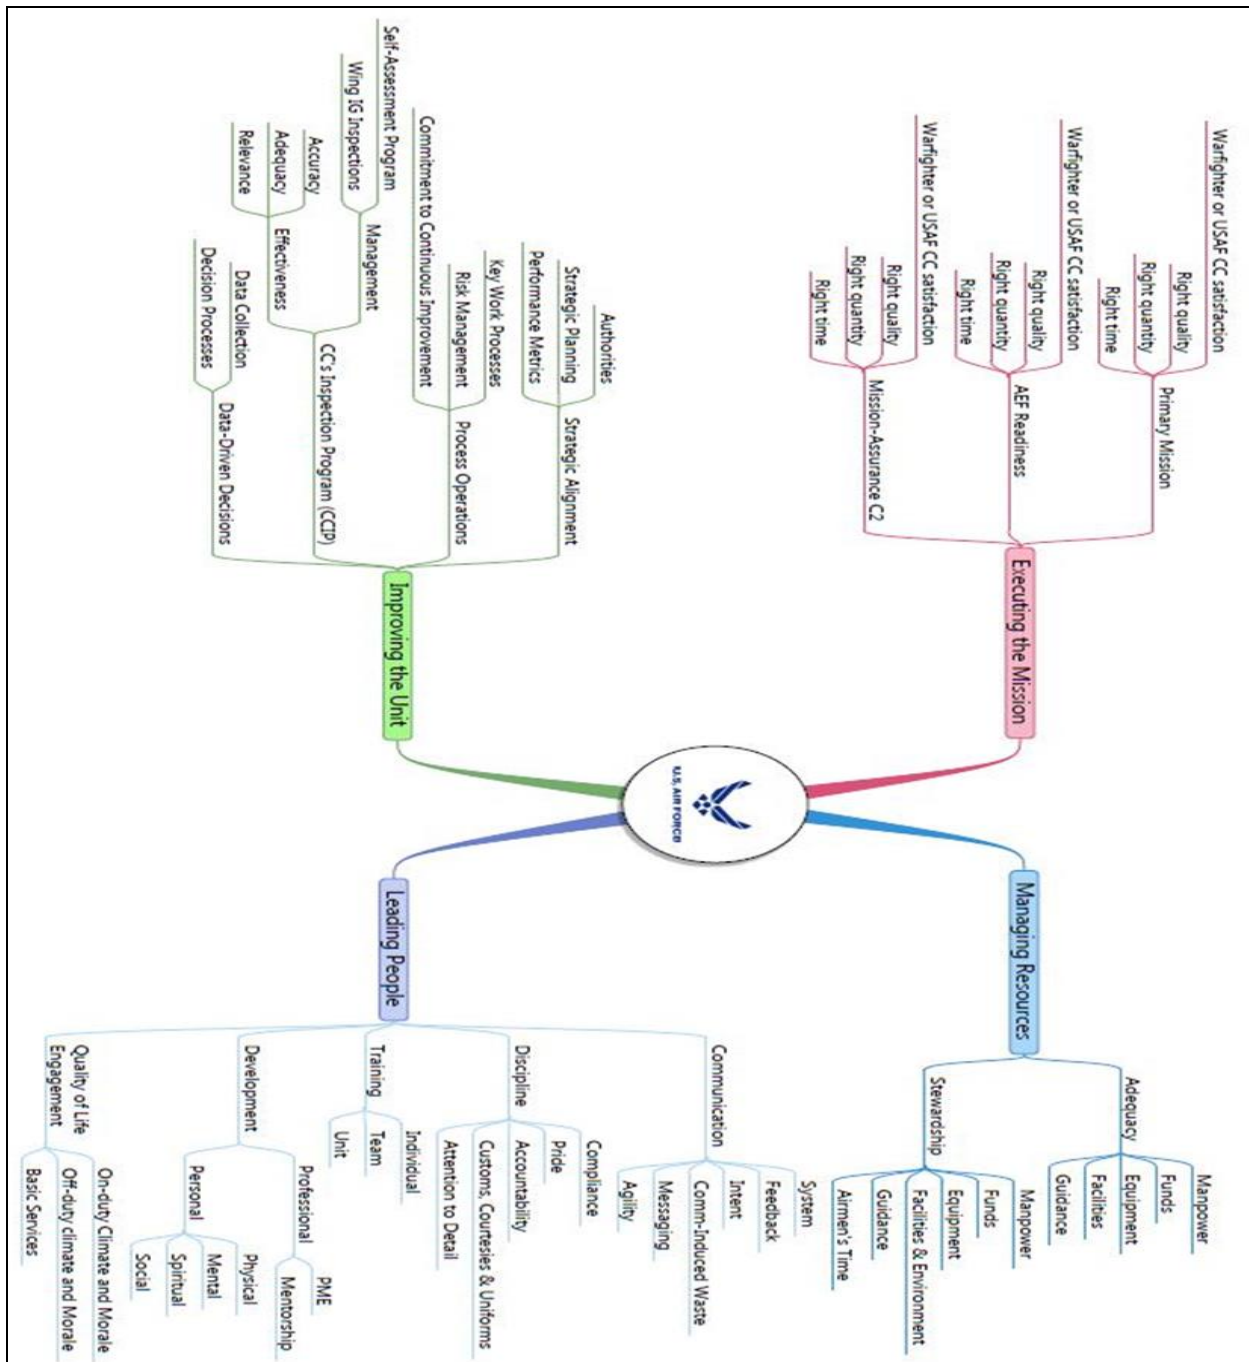 U.S. AIR FORCE
Executing the Mission
Primary Mission
Warfighter or USAF CC satisfaction
Right quality
Right quantity
Right time
AEF Readiness
Warfighter or USAF CC satisfaction
Right quality
Right quantity
Right time
Mission-Assurance C2
Warfighter or USAF CC satisfaction
Right quality
Right quantity
Right time
Improving the Unit
Strategic Alignment
Authorities
Strategic Planning
Performance Metrics
Process Operations
Key Work Processes
Risk Management
Commitment to Continuous Improvement
CC's Inspection Program (CCIP)
Management
Self-Assessment Program
Wing IG Inspections
Effectiveness
Accuracy
Adequacy
Relevance
Data-Driven Decisions
Data Collection
Decision Processes
Managing Resources
Adequacy
Manpower
Funds
Equipment
Facilities
Guidance
Stewardship
Manpower
Funds
Equipment
Facilities & Environment
Guidance
Airmen's Time
Leading People
Communication
System
Feedback
Intent
Comm-Induced Waste
Messaging
Agility
Discipline
Compliance
Pride
Accountability
Customs, Courtesies & Uniforms
Attention to Detail
Training
Individual
Team
Unit
Development
Professional
PME
Mentorship
Personal
Physical
Mental
Spiritual
Social
Quality of Life
Engagement
On-duty Climate and Morale
Off-duty climate and Morale
Basic Services